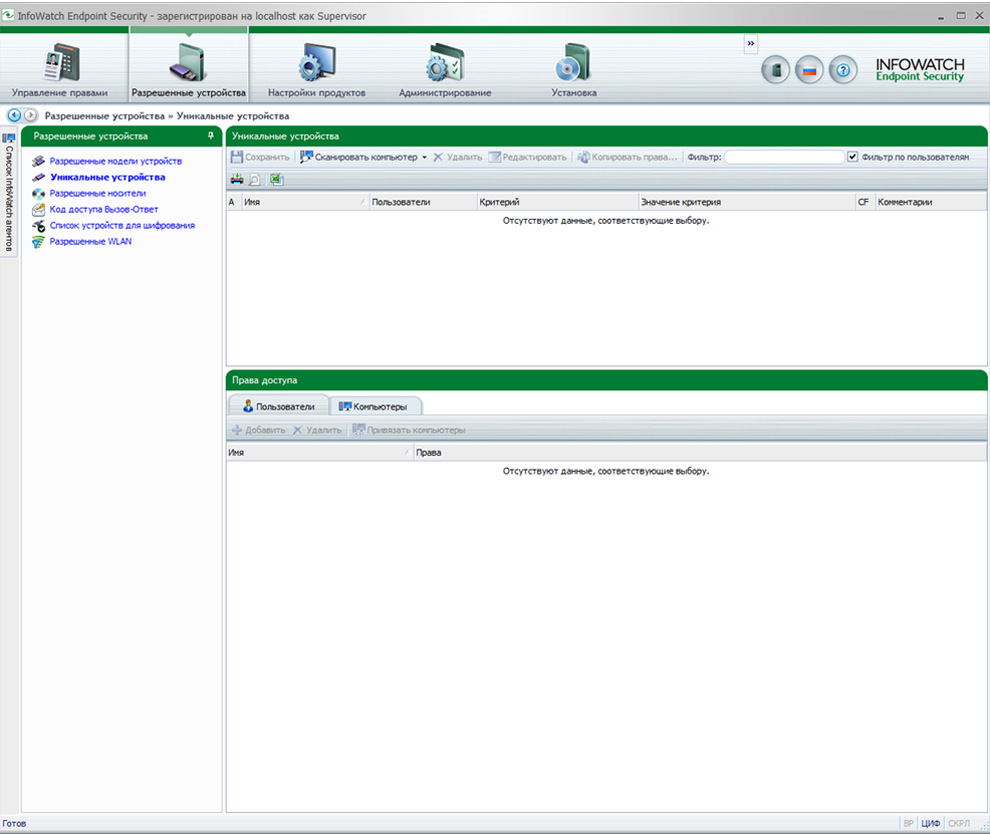 InfoWatch Endpoint Security - зарегистрирован на localhost как Supervisor
Управление правами Разрешенные устройства Настройки продуктов Администрирование Установка »
INFOWATCH
Endpoint Security
Разрешенные устройства » Уникальные устройства
Список InfoWatch агентов
Разрешенные устройства
Разрешенные модели устройств
Уникальные устройства
Разрешенные носители
Код доступа Вызов-Ответ
Список устройств для шифрования
Разрешенные WLAN
Уникальные устройства
Сохранить Сканировать компьютер Удалить Редактировать Копировать права... Фильтр: Фильтр по пользователям
А Имя Пользователи Критерий Значение критерия CF Комментарии
Отсутствуют данные, соответствующие выбору.
Права доступа
Пользователи Компьютеры
Добавить Удалить Привязать компьютеры
Имя Права
Отсутствуют данные, соответствующие выбору.
Готов ВР ЦИФ СКРЛ